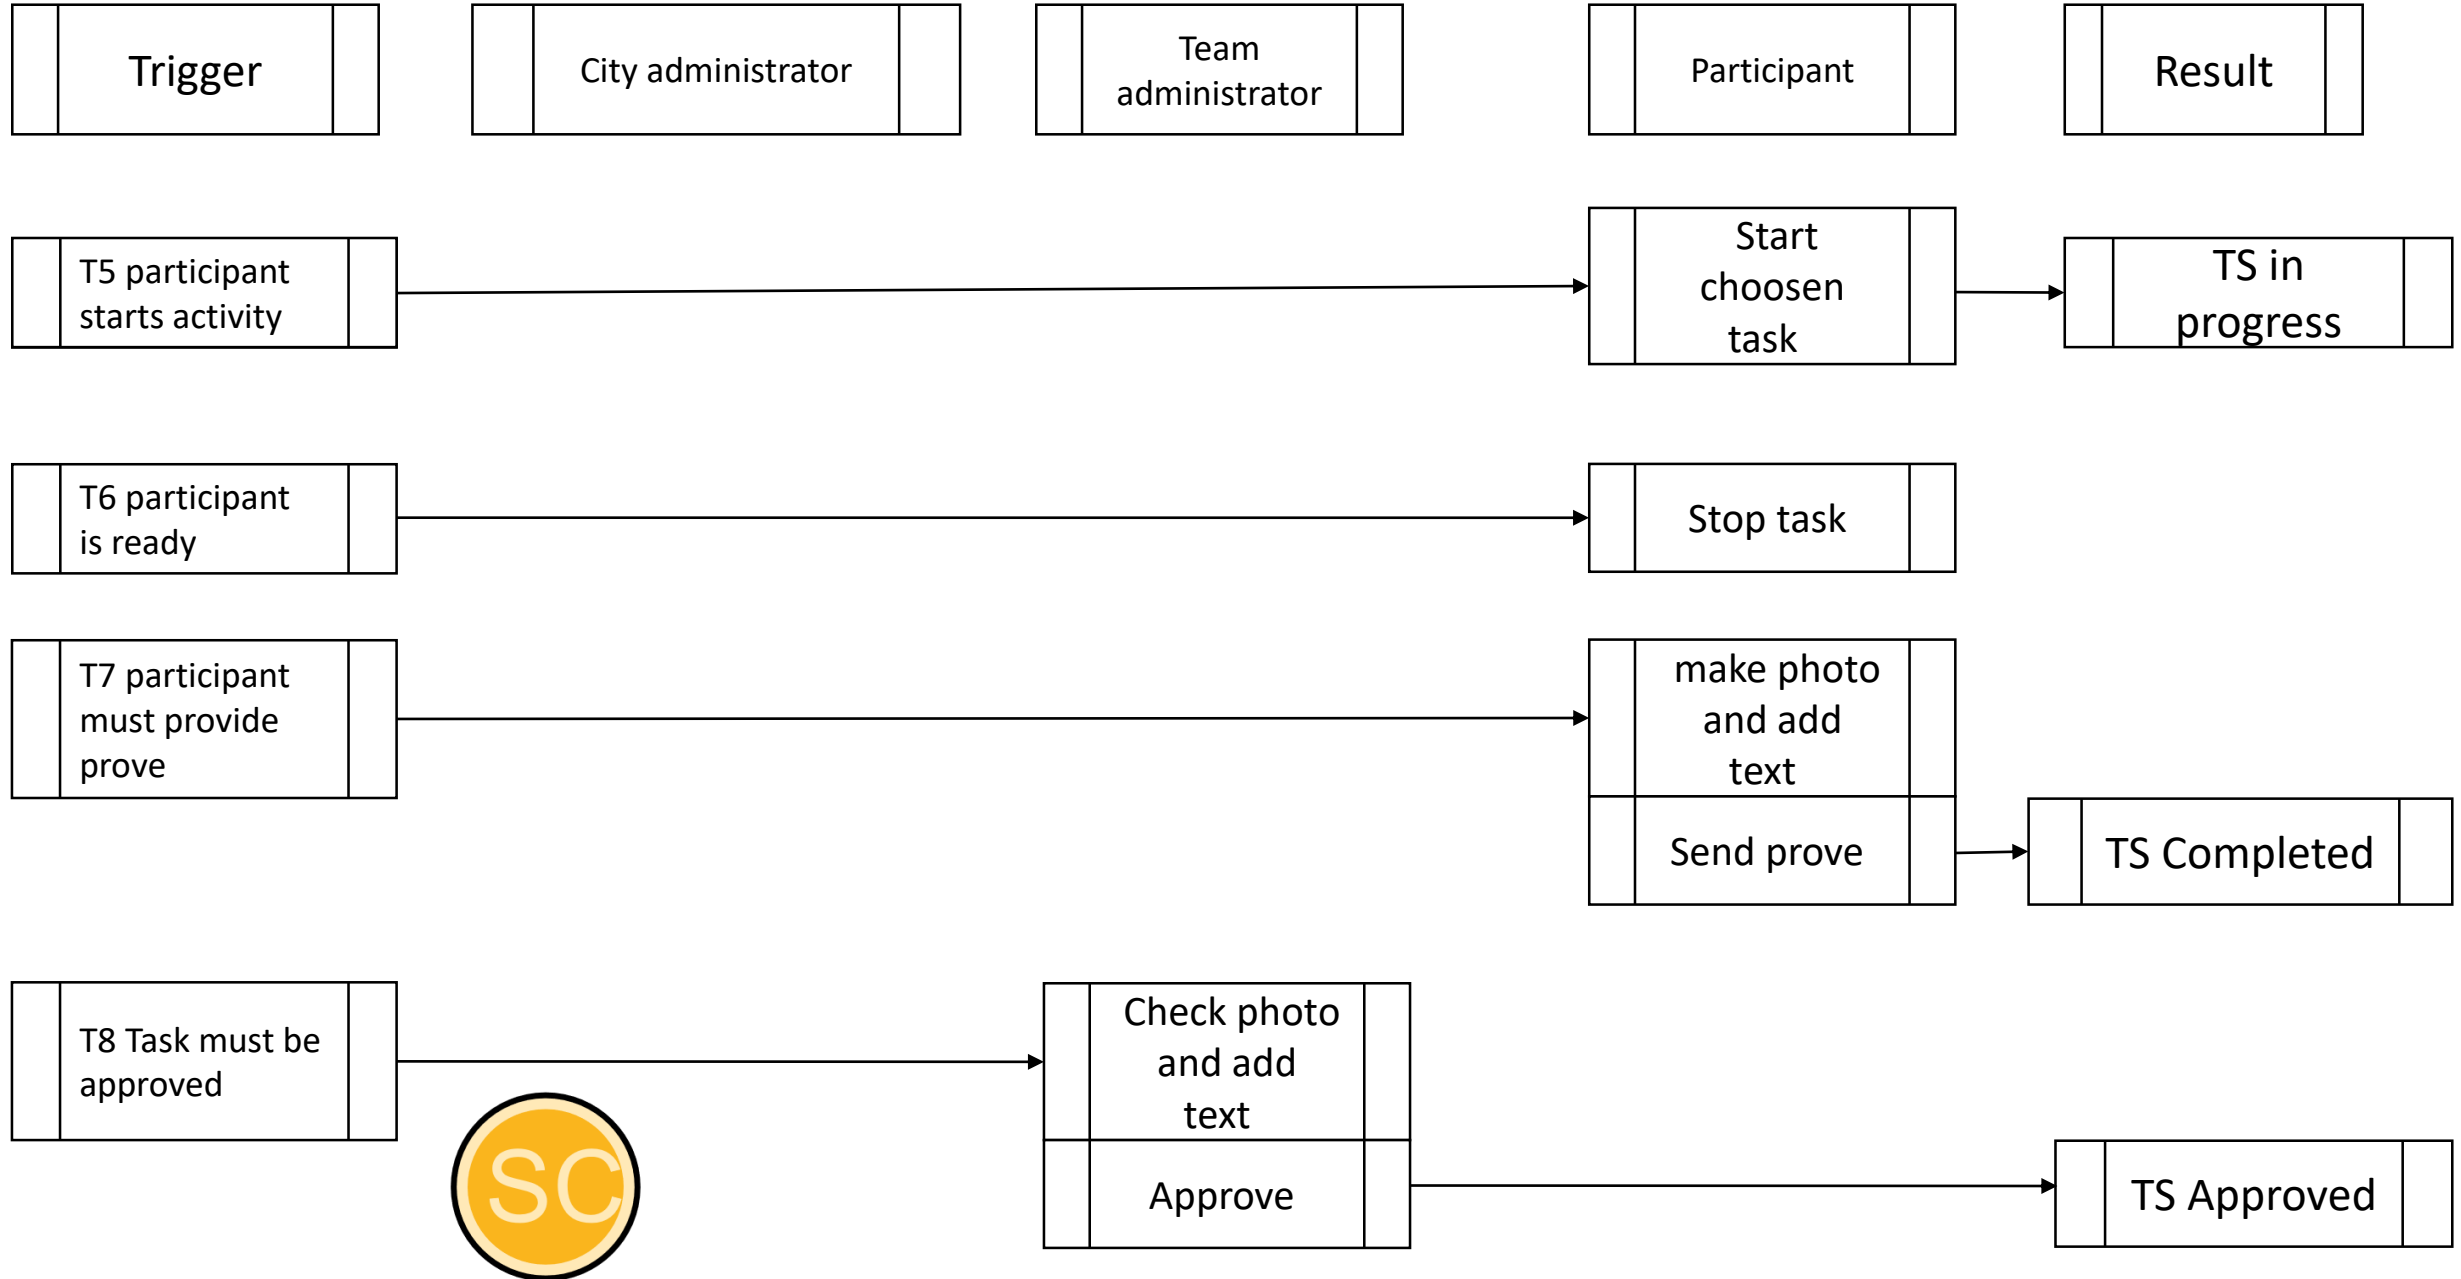 Trigger
City administrator
Team
administrator
Participant
Result
T5 participant
starts activity
Start
choosen
task
TS in
progress
T6 participant
is ready
Stop task
T7 participant
must provide
prove
make photo
and add
text
Send prove
TS Completed
T8 Task must be
approved
Check photo
and add
text
SC
Approve
TS Approved